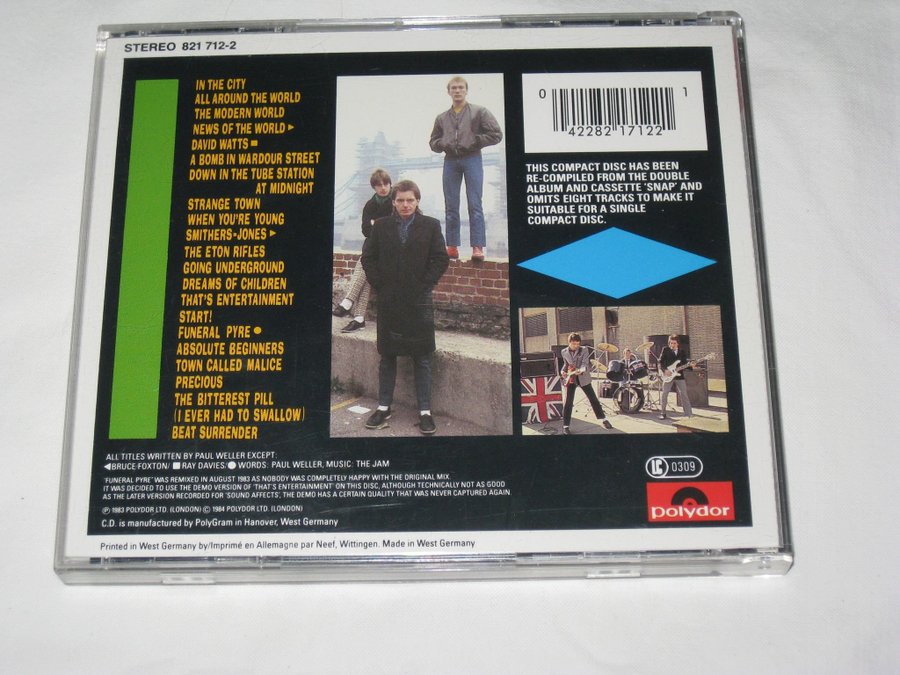 STEREO 821 712-2
IN THE CITY
ALL AROUND THE WORLD
THE MODERN WORLD
NEWS OF THE WORLD ▶
DAVID WATTS ■
A BOMB IN WARDOUR STREET
DOWN IN THE TUBE STATION
AT MIDNIGHT
STRANGE TOWN
WHEN YOU'RE YOUNG
SMITHERS-JONES ▶
THE ETON RIFLES
GOING UNDERGROUND
DREAMS OF CHILDREN
THAT'S ENTERTAINMENT
START!
FUNERAL PYRE ●
ABSOLUTE BEGINNERS
TOWN CALLED MALICE
PRECIOUS
THE BITTEREST PILL
(I EVER HAD TO SWALLOW)
BEAT SURRENDER
0 42282 17122 1
THIS COMPACT DISC HAS BEEN
RE-COMPILED FROM THE DOUBLE
ALBUM AND CASSETTE 'SNAP' AND
OMITS EIGHT TRACKS TO MAKE IT
SUITABLE FOR A SINGLE
COMPACT DISC.
ALL TITLES WRITTEN BY PAUL WELLER EXCEPT:
◀BRUCE FOXTON/ ■ RAY DAVIES/● WORDS: PAUL WELLER, MUSIC: THE JAM
'FUNERAL PYRE' WAS REMIXED IN AUGUST 1983 AS NOBODY WAS COMPLETELY HAPPY WITH THE ORIGINAL MIX.
IT WAS DECIDED TO USE THE DEMO VERSION OF 'THAT'S ENTERTAINMENT' ON THIS DISC, ALTHOUGH TECHNICALLY NOT AS GOOD
AS THE LATER VERSION RECORDED FOR 'SOUND AFFECTS', THE DEMO HAS A CERTAIN QUALITY THAT WAS NEVER CAPTURED AGAIN.
℗ 1983 POLYDOR LTD. (LONDON) © 1984 POLYDOR LTD. (LONDON)
C.D. is manufactured by PolyGram in Hanover, West Germany
LC 0309
polydor
Printed in West Germany by/Imprimé en Allemagne par Neef, Wittingen. Made in West Germany